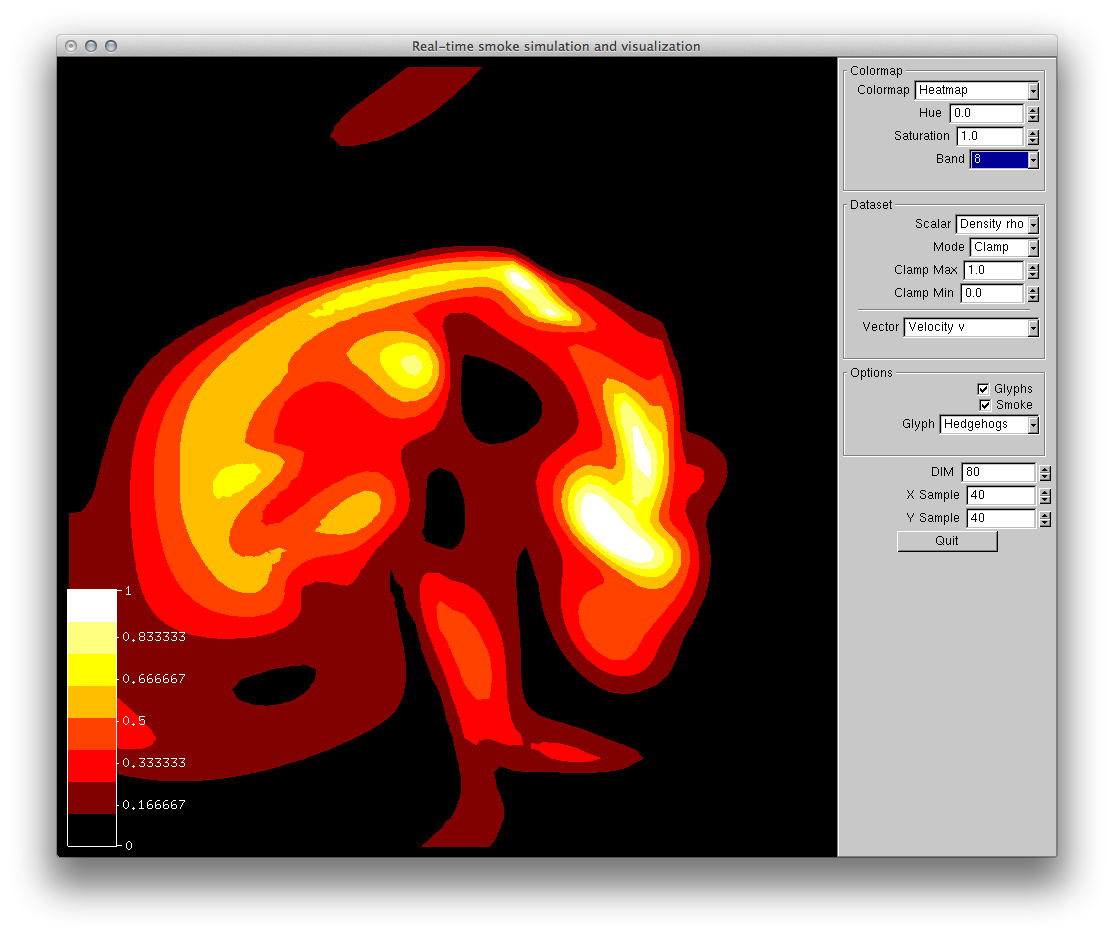 Real-time smoke simulation and visualization
Colormap
Colormap Heatmap
Hue 0.0
Saturation 1.0
Band 8
Dataset
Scalar Density rho
Mode Clamp
Clamp Max 1.0
Clamp Min 0.0
Vector Velocity v
Options
Glyphs
Smoke
Glyph Hedgehogs
DIM 80
X Sample 40
Y Sample 40
Quit
1
0.833333
0.666667
0.5
0.333333
0.166667
0